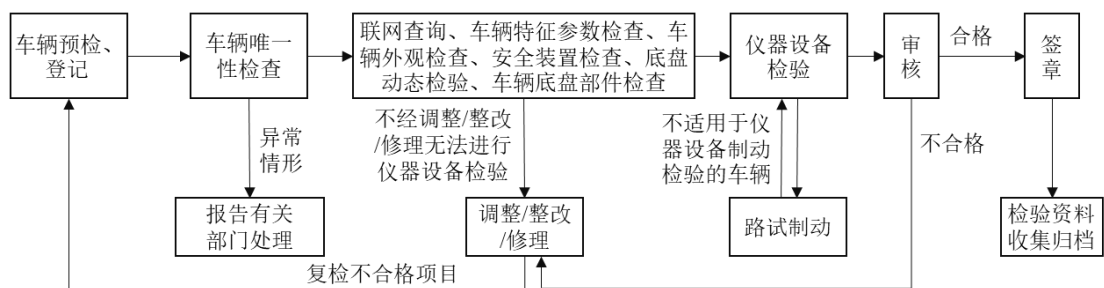 车辆预检、
登记
车辆唯一
性检查
联网查询、车辆特征参数检查、车
辆外观检查、安全装置检查、底盘
动态检验、车辆底盘部件检查
仪器设备
检验
审
核
合格
签
章
异常
情形
不经调整/整改
/修理无法进行
仪器设备检验
不适用于仪
器设备制动
检验的车辆
不合格
报告有关
部门处理
调整/整改
/修理
路试制动
检验资料
收集归档
复检不合格项目